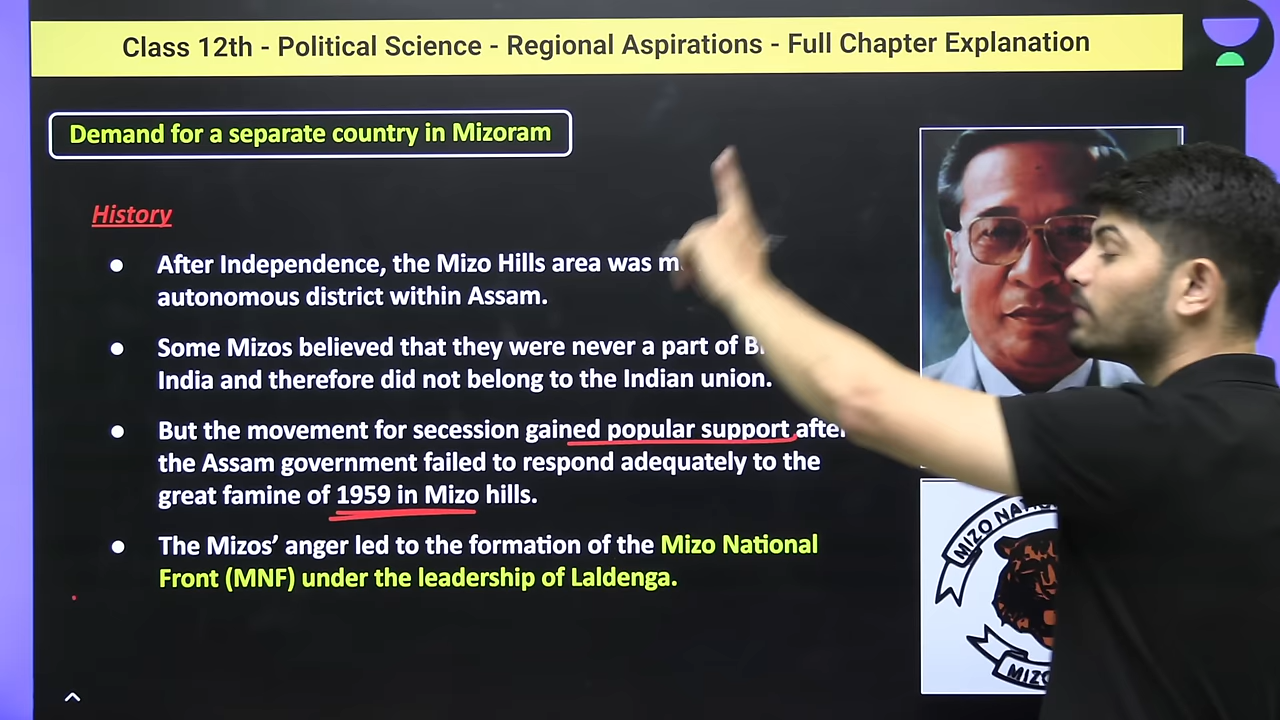 Class 12th - Political Science - Regional Aspirations - Full Chapter Explanation
Demand for a separate country in Mizoram
History
● After Independence, the Mizo Hills area was
autonomous district within Assam.
● Some Mizos believed that they were never a part of
India and therefore did not belong to the Indian union.
● But the movement for secession gained popular support after
the Assam government failed to respond adequately to the
great famine of 1959 in Mizo hills.
● The Mizos’ anger led to the formation of the Mizo National
Front (MNF) under the leadership of Laldenga.
MIZO